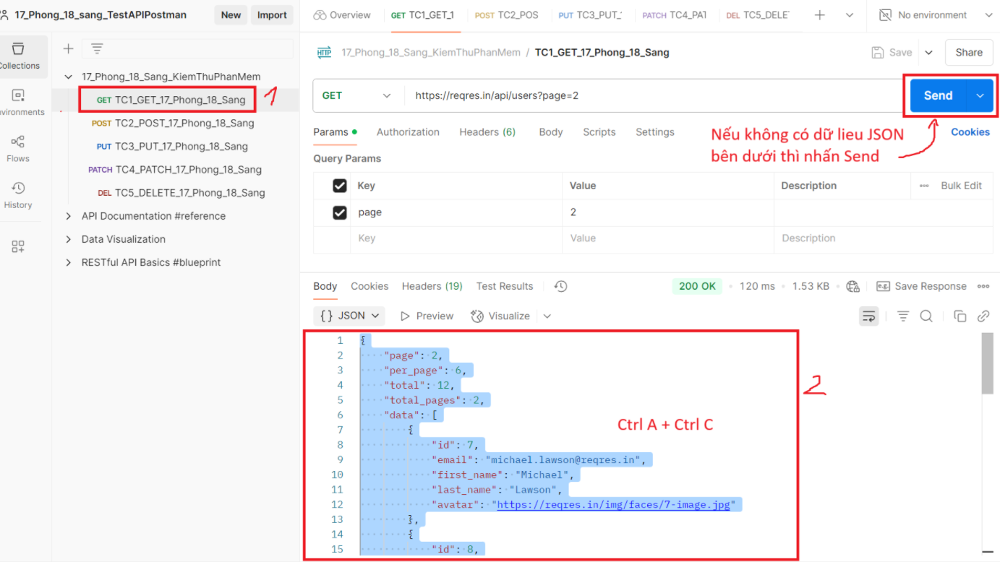 17_Phong_18_sang_TestAPIPostman
New
Import
Overview
GET TC1_GET_1
POST TC2_POS
PUT TC3_PUT_
PATCH TC4_PAT
DEL TC5_DELE
No environment
Collections
Environments
Flows
History
17_Phong_18_Sang_KiemThuPhanMem
GET TC1_GET_17_Phong_18_Sang
1
POST TC2_POST_17_Phong_18_Sang
PUT TC3_PUT_17_Phong_18_Sang
PATCH TC4_PATCH_17_Phong_18_Sang
DEL TC5_DELETE_17_Phong_18_Sang
API Documentation #reference
Data Visualization
RESTful API Basics #blueprint
HTTP 17_Phong_18_Sang_KiemThuPhanMem / TC1_GET_17_Phong_18_Sang
Save
Share
GET https://reqres.in/api/users?page=2
Send
Params Authorization Headers (6) Body Scripts Settings
Cookies
Nếu không có dữ lieu JSON
bên dưới thì nhấn Send
Query Params
Key Value Description Bulk Edit
page 2
Key Value Description
Body Cookies Headers (19) Test Results
200 OK 120 ms 1.53 KB e.g. Save Response
{} JSON Preview Visualize
1 {
2 "page": 2,
3 "per_page": 6,
4 "total": 12,
5 "total_pages": 2,
6 "data": [
7 {
8 "id": 7,
9 "email": "michael.lawson@reqres.in",
10 "first_name": "Michael",
11 "last_name": "Lawson",
12 "avatar": "https://reqres.in/img/faces/7-image.jpg"
13 },
14 {
15 "id": 8,
Ctrl A + Ctrl C
2